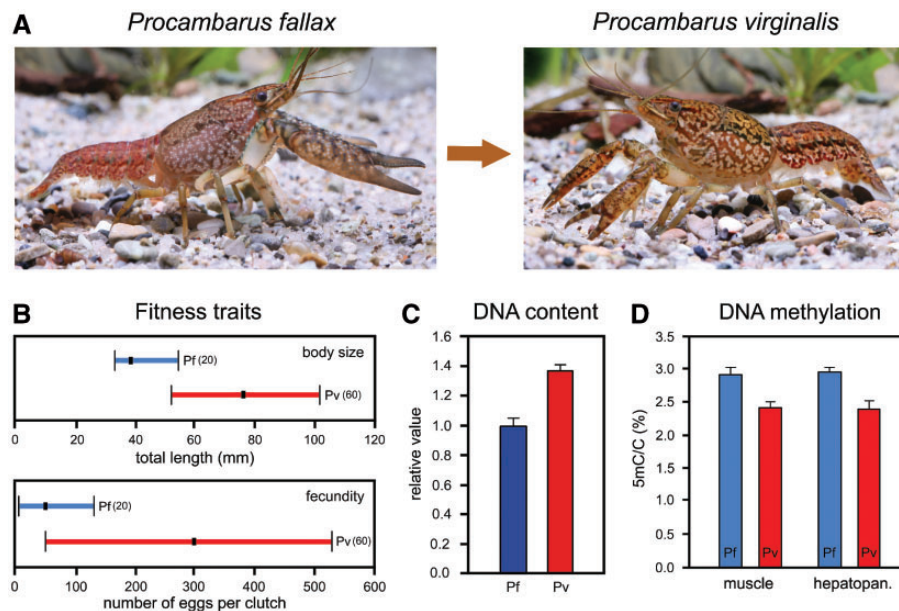 A
Procambarus fallax
Procambarus virginalis
B
Fitness traits
body size
Pf (20)
Pv (60)
0 20 40 60 80 100 120
total length (mm)
fecundity
Pf (20)
Pv (60)
0 100 200 300 400 500 600
number of eggs per clutch
C
DNA content
1.6
1.4
1.2
1.0
0.8
0.6
0.4
0.2
0.0
relative value
Pf Pv
D
DNA methylation
3.5
3.0
2.5
2.0
1.5
1.0
0.5
0.0
5mC/C (%)
Pf Pv Pf Pv
muscle hepatopan.